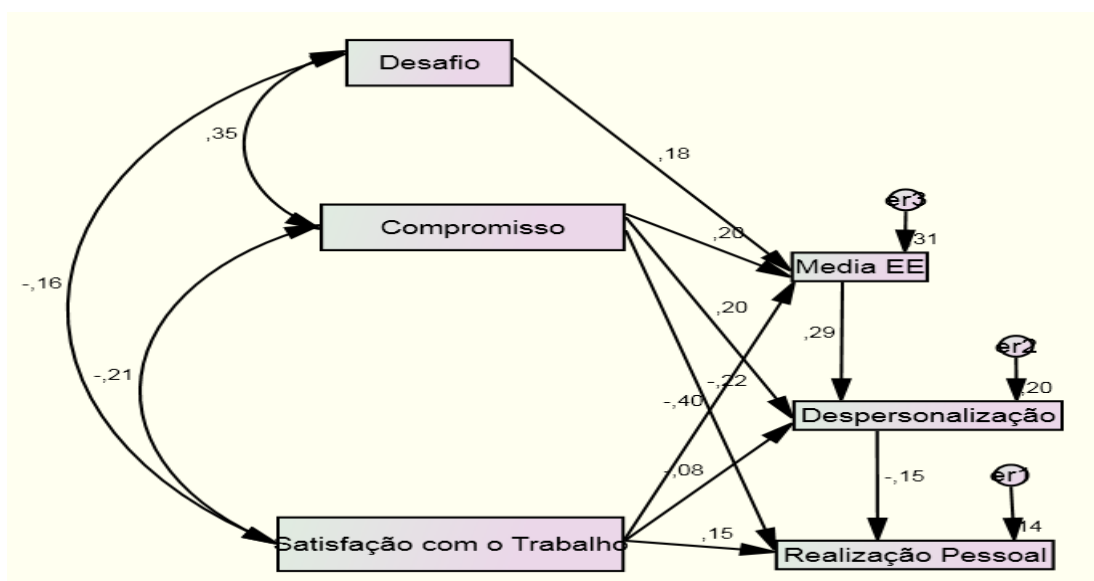 Desafio
,35
,18
er3
Compromisso
,20
,31
Media EE
-,16
,20
,29
er2
-,21
-,22
-,40
,20
Despersonalização
er1
-,08
-,15
,14
,15
Satisfação com o Trabalho
Realização Pessoal